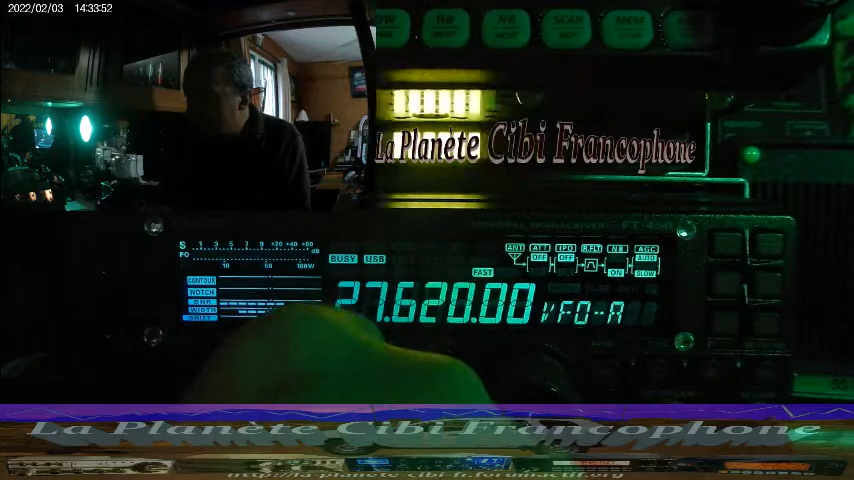 2022/02/03 14:33:52
NB
SCAN
MEM
La Planète Cibi Francophone
S 1 3 5 7 9 +20 +40 +60 dB
PO 10 50 100W
BUSY USB
ANT ATT IPO R.FLT NB AGC
OFF OFF AUTO
ON SLOW
FAST
CONTOUR
NOTCH
DNR
WIDTH
SHIFT
27.620.00 VFO-A
La Planète Cibi Francophone
http://la-planete-cibi-fr.forumactif.org